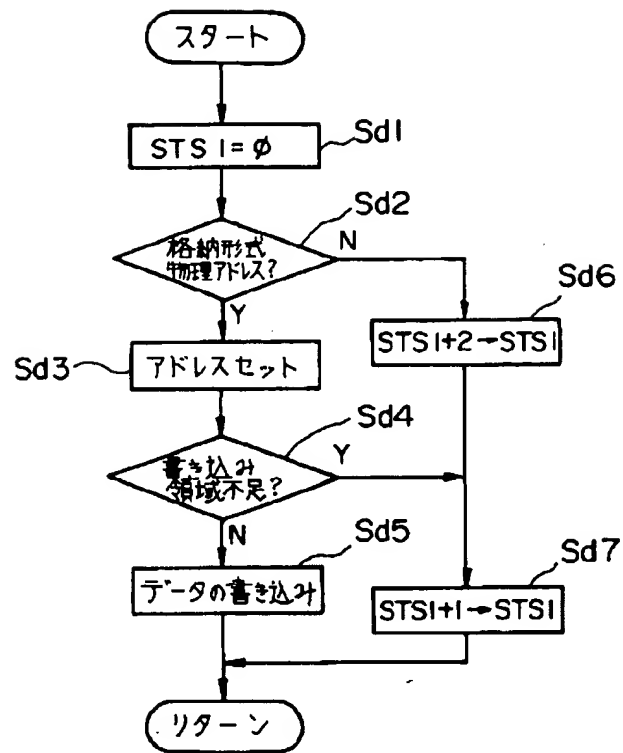 スタート
Sd1
STS1=φ
Sd2
格納形式
物理アドレス?
N
Y
Sd6
STS1+2→STS1
Sd3
アドレスセット
Sd4
書き込み
領域不足?
Y
N
Sd5
データの書き込み
Sd7
STS1+1→STS1
リターン